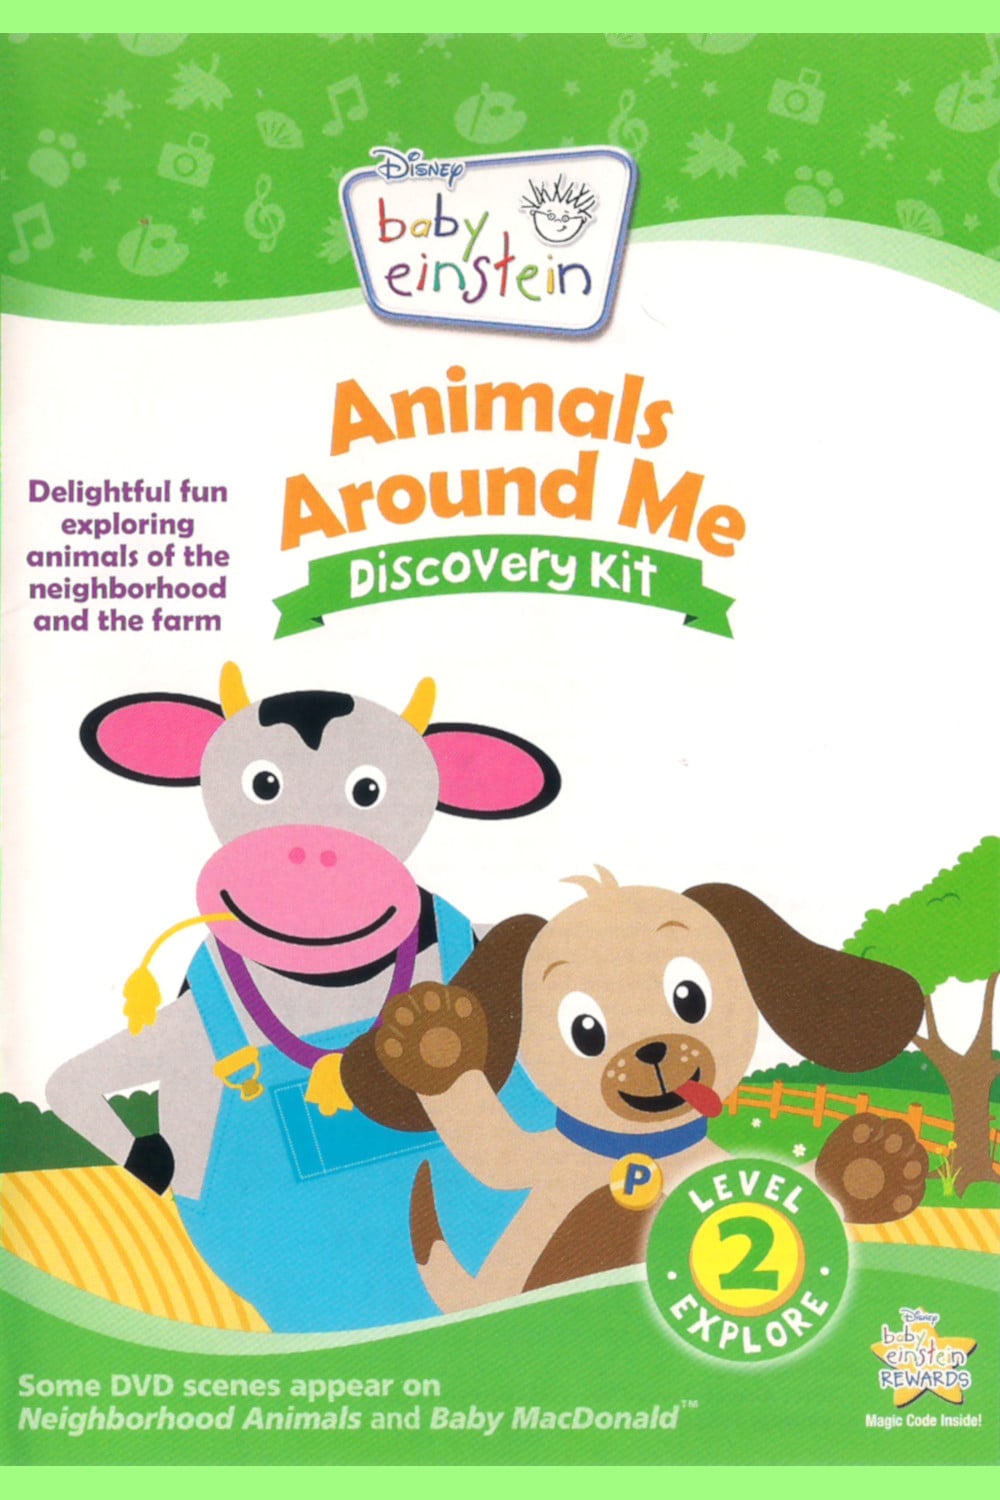 Disney
baby
einstein
Animals
Around Me
Discovery Kit
Delightful fun
exploring
animals of the
neighborhood
and the farm
P
LEVEL
2
EXPLORE
Some DVD scenes appear on
Neighborhood Animals and Baby MacDonald™
Disney
baby
einstein
REWARDS
Magic Code Inside!